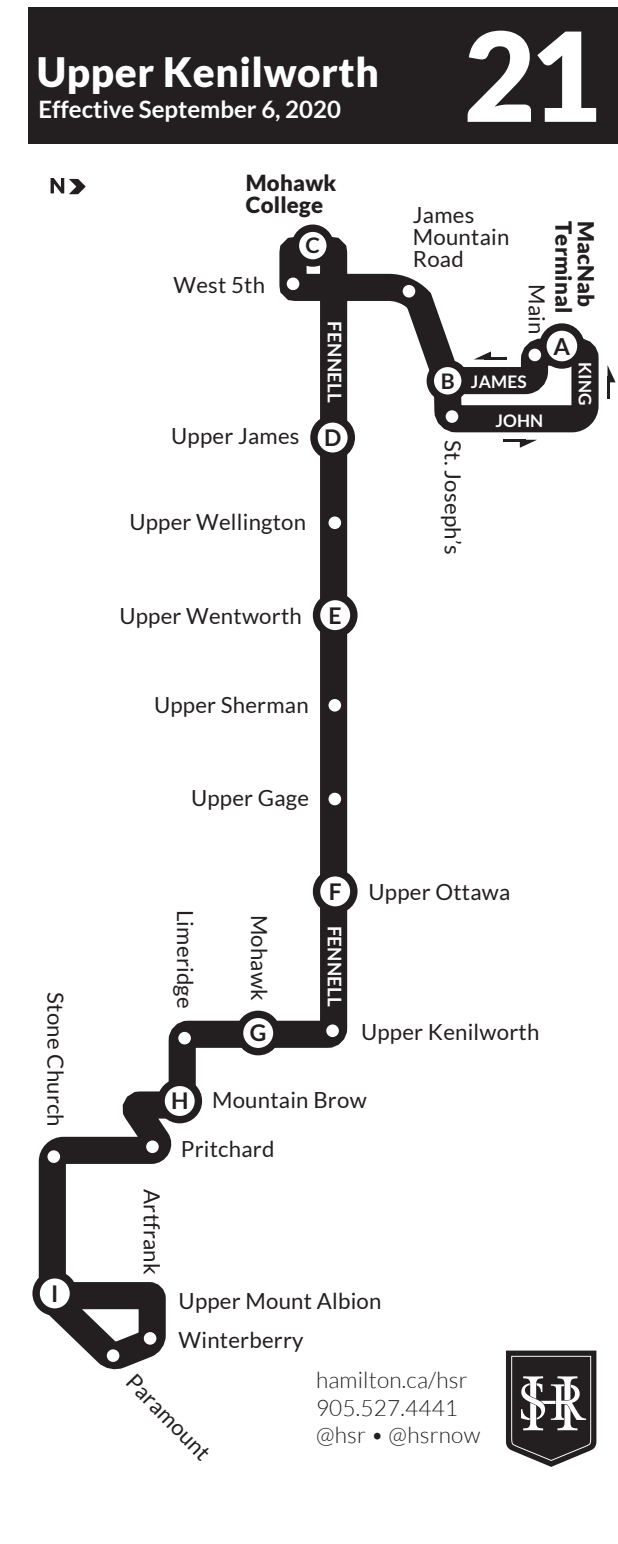 Upper Kenilworth
Effective September 6, 2020
21
N
Mohawk
College
James
Mountain
Road
MacNab
Terminal
Main
C
West 5th
A
FENNELL
B
JAMES
KING
JOHN
Upper James
D
St. Joseph's
Upper Wellington
Upper Wentworth
E
Upper Sherman
Upper Gage
F
Upper Ottawa
Limeridge
Mohawk
FENNELL
Stone Church
G
Upper Kenilworth
H
Mountain Brow
Pritchard
Artfrank
I
Upper Mount Albion
Winterberry
Paramount
hamilton.ca/hsr
905.527.4441
@hsr • @hsrnow
HSR